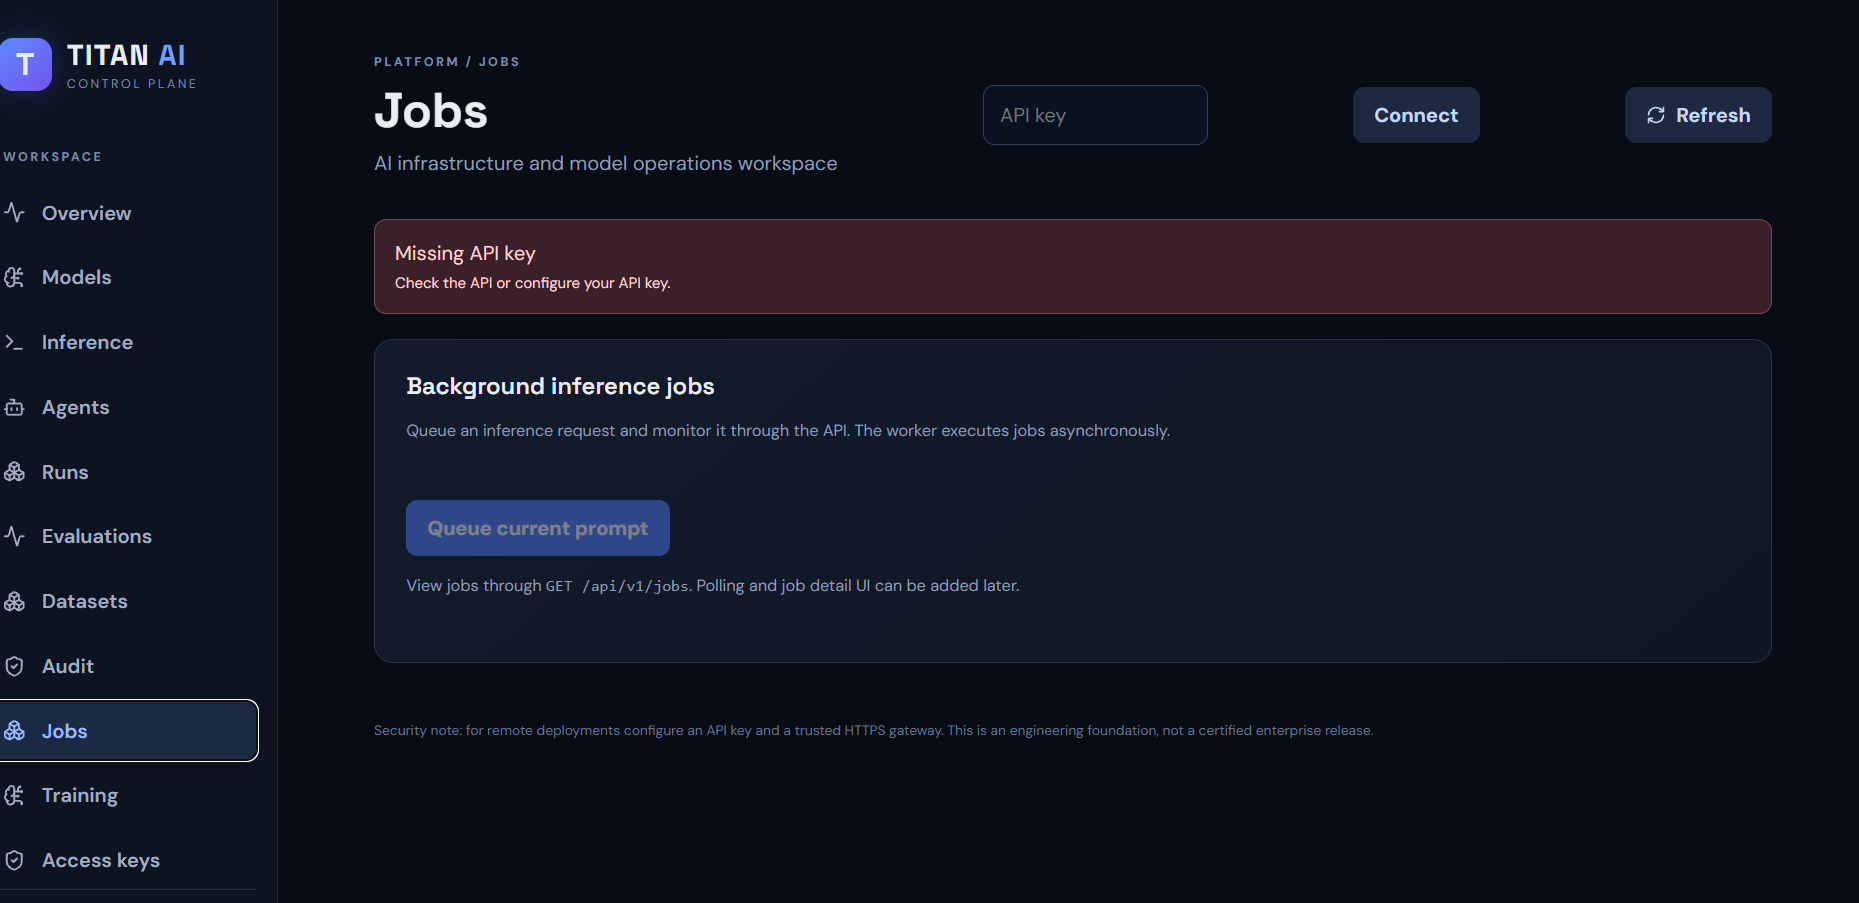 T
TITAN AI
CONTROL PLANE
WORKSPACE
Overview
Models
Inference
Agents
Runs
Evaluations
Datasets
Audit
Jobs
Training
Access keys
PLATFORM / JOBS
Jobs
AI infrastructure and model operations workspace
API key
Connect
Refresh
Missing API key
Check the API or configure your API key.
Background inference jobs
Queue an inference request and monitor it through the API. The worker executes jobs asynchronously.
Queue current prompt
View jobs through GET /api/v1/jobs. Polling and job detail UI can be added later.
Security note: for remote deployments configure an API key and a trusted HTTPS gateway. This is an engineering foundation, not a certified enterprise release.